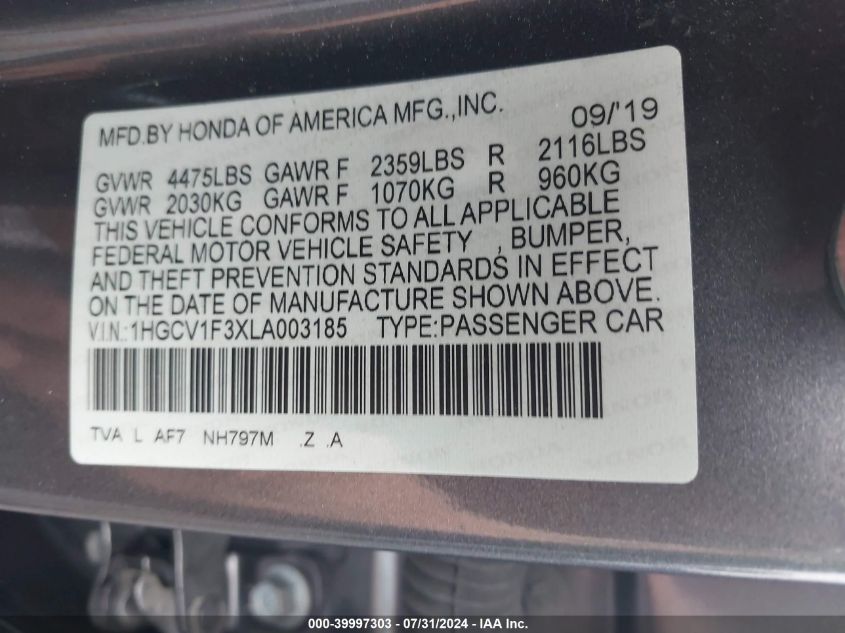 MFD.BY HONDA OF AMERICA MFG.,INC. 09/'19
GVWR 4475LBS GAWR F 2359LBS R 2116LBS
GVWR 2030KG GAWR F 1070KG R 960KG
THIS VEHICLE CONFORMS TO ALL APPLICABLE
FEDERAL MOTOR VEHICLE SAFETY , BUMPER,
AND THEFT PREVENTION STANDARDS IN EFFECT
ON THE DATE OF MANUFACTURE SHOWN ABOVE.
V.I.N.:1HGCV1F3XLA003185 TYPE:PASSENGER CAR
TVA L AF7 NH797M .Z .A
000-39997303 / 07/31/2024 - IAA Inc.